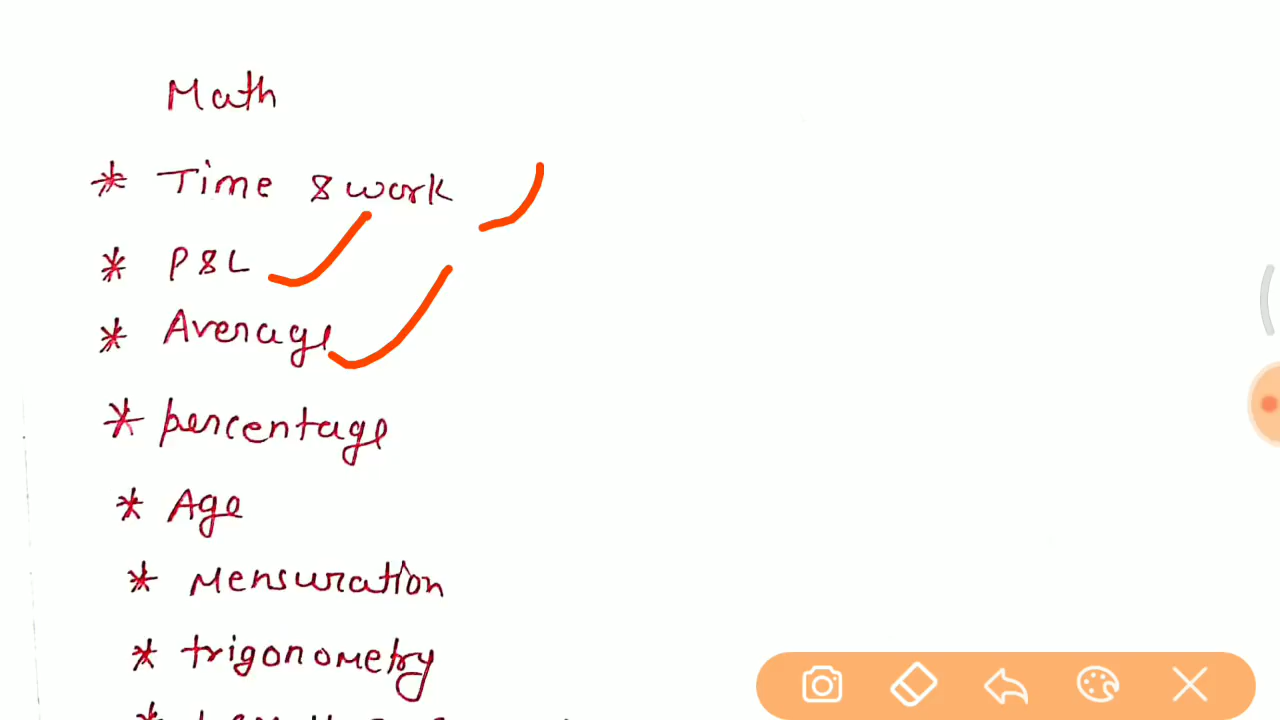 Math
* Time & work
* P&L
* Average
* percentage
* Age
* Mensuration
* trigonometry